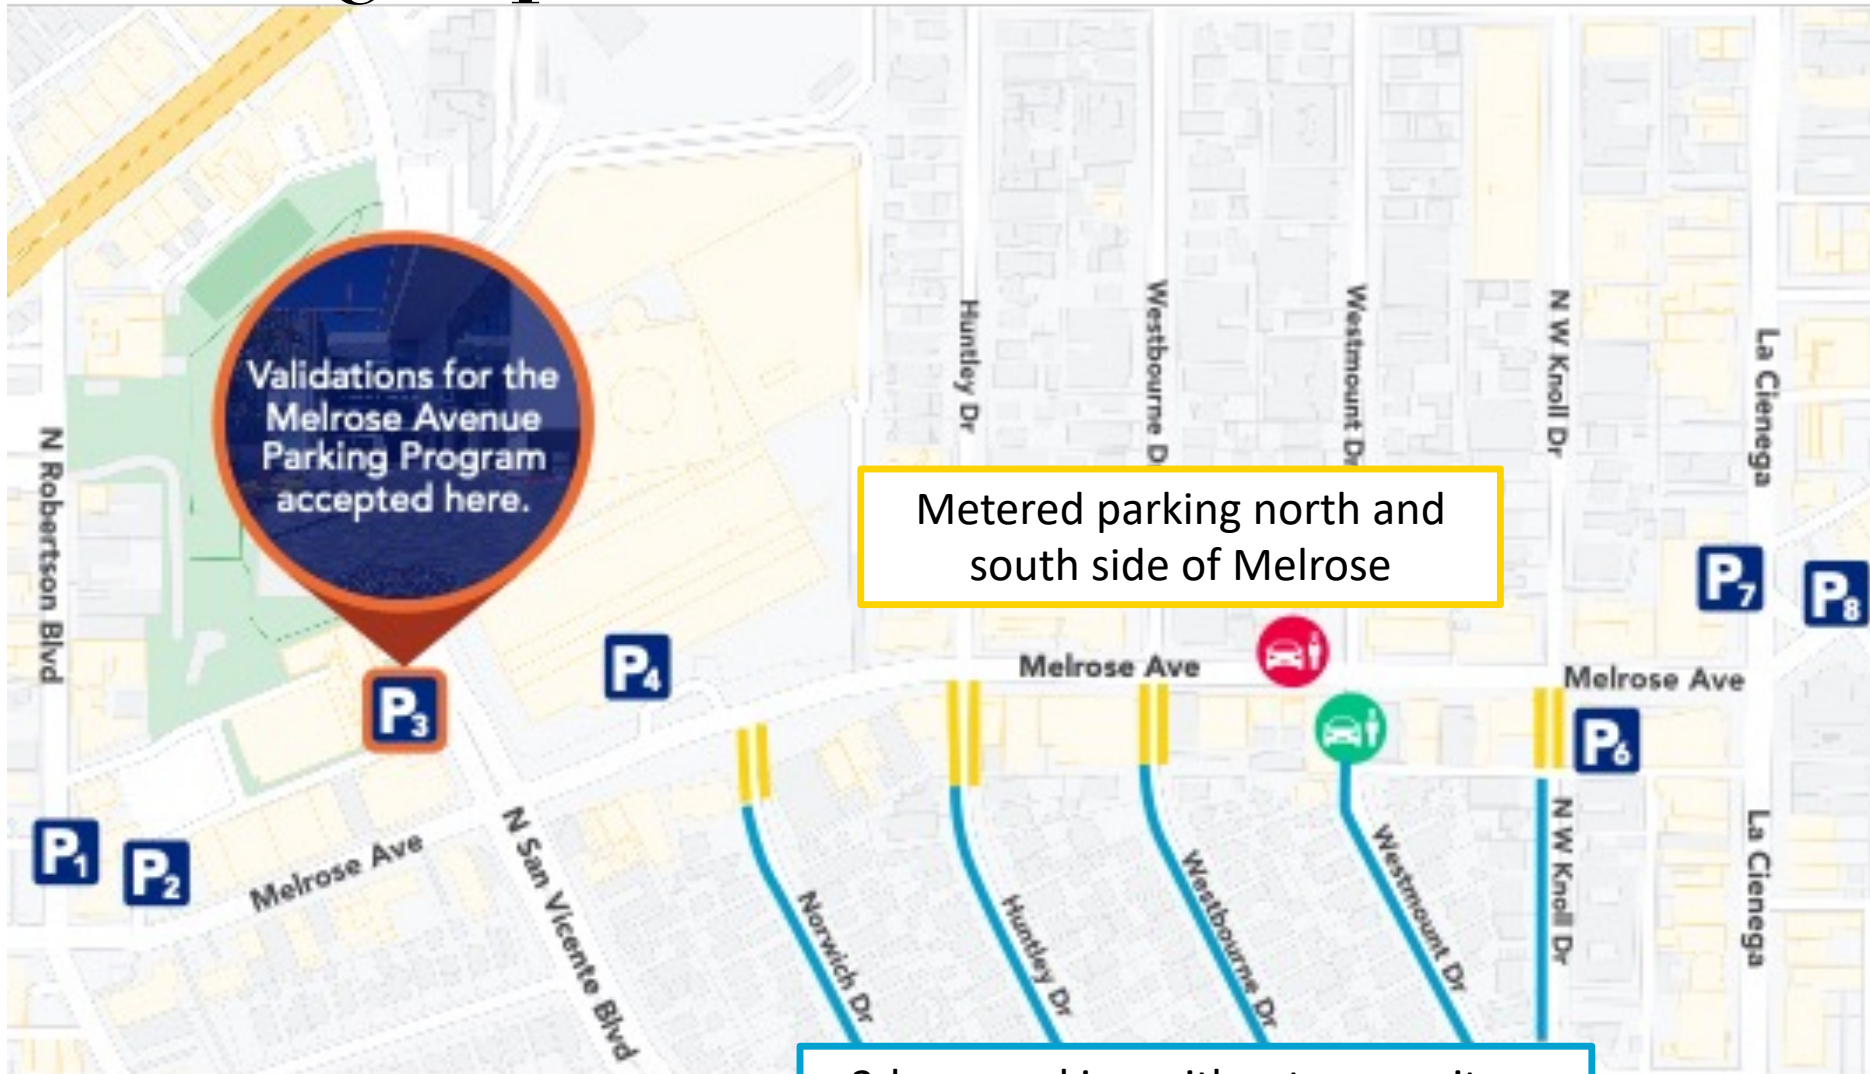 Validations for the
Melrose Avenue
Parking Program
accepted here.
Huntley Dr
Westbourne D
Westmount Dr
N W Knoll Dr
La Cienega
N Robertson Blvd
Metered parking north and
south side of Melrose
P7
P8
P4
Melrose Ave
Melrose Ave
P3
P6
P1
P2
Melrose Ave
N San Vicente Blvd
Norwich Dr
Huntley Dr
Westbourne Dr
Westmount Dr
N W Knoll Dr
La Cienega